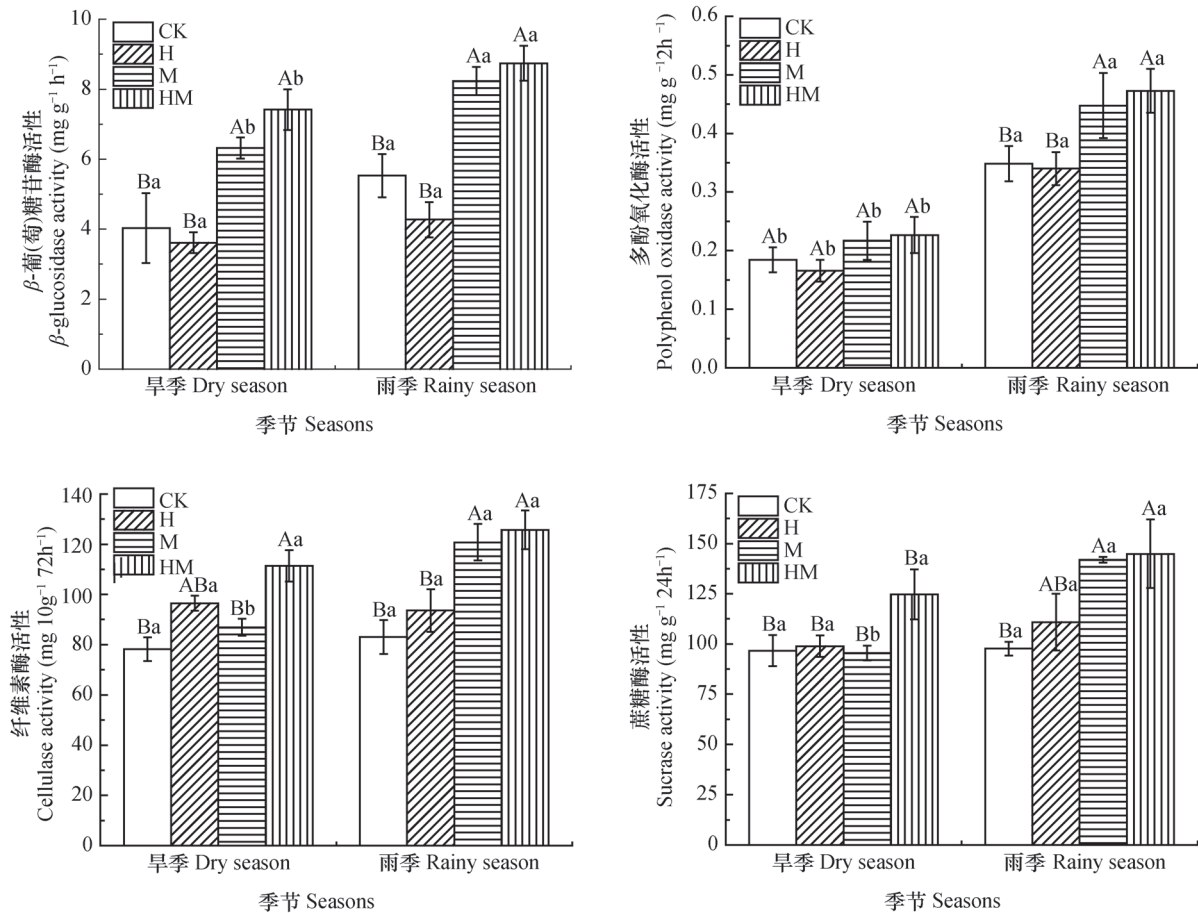 β-葡(萄)糖苷酶活性
β-glucosidase activity (mg g⁻¹ h⁻¹)
10
8
6
4
2
0
CK
H
M
HM
Ba
Ba
Ab
Ab
Ba
Ba
Aa
Aa
旱季 Dry season
雨季 Rainy season
季节 Seasons
多酚氧化酶活性
Polyphenol oxidase activity (mg g⁻¹2h⁻¹)
0.6
0.5
0.4
0.3
0.2
0.1
0.0
CK
H
M
HM
Ab
Ab
Ab
Ab
Ba
Ba
Aa
Aa
旱季 Dry season
雨季 Rainy season
季节 Seasons
纤维素酶活性
Cellulase activity (mg 10g⁻¹ 72h⁻¹)
140
120
100
80
60
40
20
0
CK
H
M
HM
Ba
ABa
Bb
Aa
Ba
Ba
Aa
Aa
旱季 Dry season
雨季 Rainy season
季节 Seasons
蔗糖酶活性
Sucrase activity (mg g⁻¹ 24h⁻¹)
175
150
125
100
75
50
25
0
CK
H
M
HM
Ba
Ba
Bb
Ba
Ba
ABa
Aa
Aa
旱季 Dry season
雨季 Rainy season
季节 Seasons